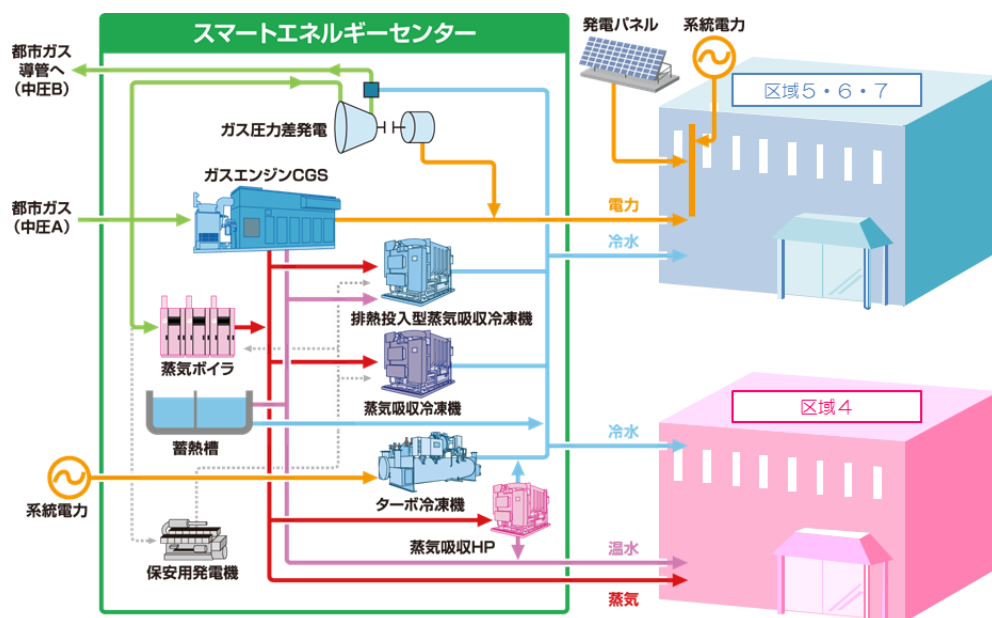 スマートエネルギーセンター
都市ガス
導管へ
(中圧B)
発電パネル
系統電力
区域5・6・7
ガス圧力差発電
ガスエンジンCGS
都市ガス
(中圧A)
電力
冷水
排熱投入型蒸気吸収冷凍機
蒸気ボイラ
蒸気吸収冷凍機
区域4
蓄熱槽
冷水
ターボ冷凍機
系統電力
蒸気吸収HP
温水
保安用発電機
蒸気